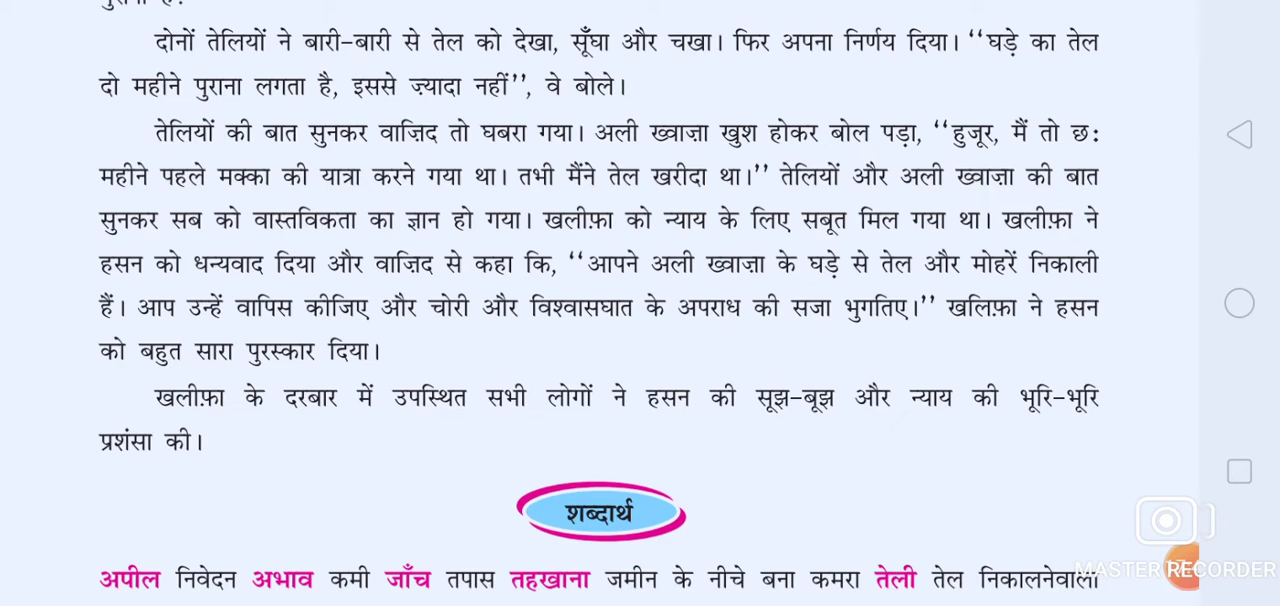 दोनों तेलियों ने बारी-बारी से तेल को देखा, सूँघा और चखा। फिर अपना निर्णय दिया। ‘‘घड़े का तेल
दो महीने पुराना लगता है, इससे ज़्यादा नहीं’’, वे बोले।
तेलियों की बात सुनकर वाज़िद तो घबरा गया। अली ख्वाज़ा खुश होकर बोल पड़ा, ‘‘हुजूर, मैं तो छ:
महीने पहले मक्का की यात्रा करने गया था। तभी मैंने तेल खरीदा था।’’ तेलियों और अली ख्वाज़ा की बात
सुनकर सब को वास्तविकता का ज्ञान हो गया। खलीफ़ा को न्याय के लिए सबूत मिल गया था। खलीफ़ा ने
हसन को धन्यवाद दिया और वाज़िद से कहा कि, ‘‘आपने अली ख्वाज़ा के घड़े से तेल और मोहरें निकाली
हैं। आप उन्हें वापिस कीजिए और चोरी और विश्वासघात के अपराध की सजा भुगतिए।’’ खलिफ़ा ने हसन
को बहुत सारा पुरस्कार दिया।
खलीफ़ा के दरबार में उपस्थित सभी लोगों ने हसन की सूझ-बूझ और न्याय की भूरि-भूरि
प्रशंसा की।
शब्दार्थ
अपील निवेदन अभाव कमी जाँच तपास तहखाना जमीन के नीचे बना कमरा तेली तेल निकालनेवाला
MASTER RECORDER